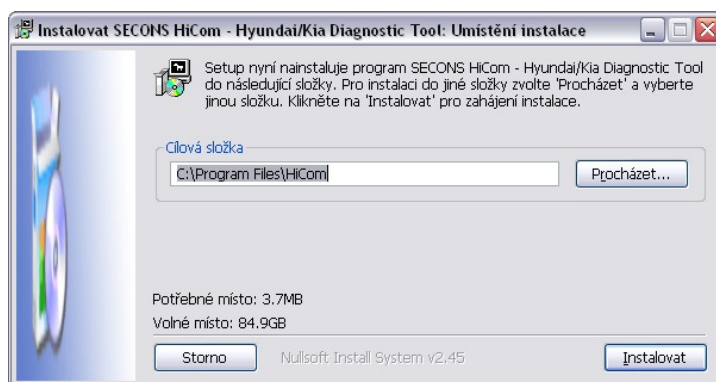 Instalovat SECONS HiCom - Hyundai/Kia Diagnostic Tool: Umístění instalace
Setup nyní nainstaluje program SECONS HiCom - Hyundai/Kia Diagnostic Tool
do následující složky. Pro instalaci do jiné složky zvolte 'Procházet' a vyberte
jinou složku. Klikněte na 'Instalovat' pro zahájení instalace.
Cílová složka
C:\Program Files\HiCom
Procházet...
Potřebné místo: 3.7MB
Volné místo: 84.9GB
Storno
Nullsoft Install System v2.45
Instalovat